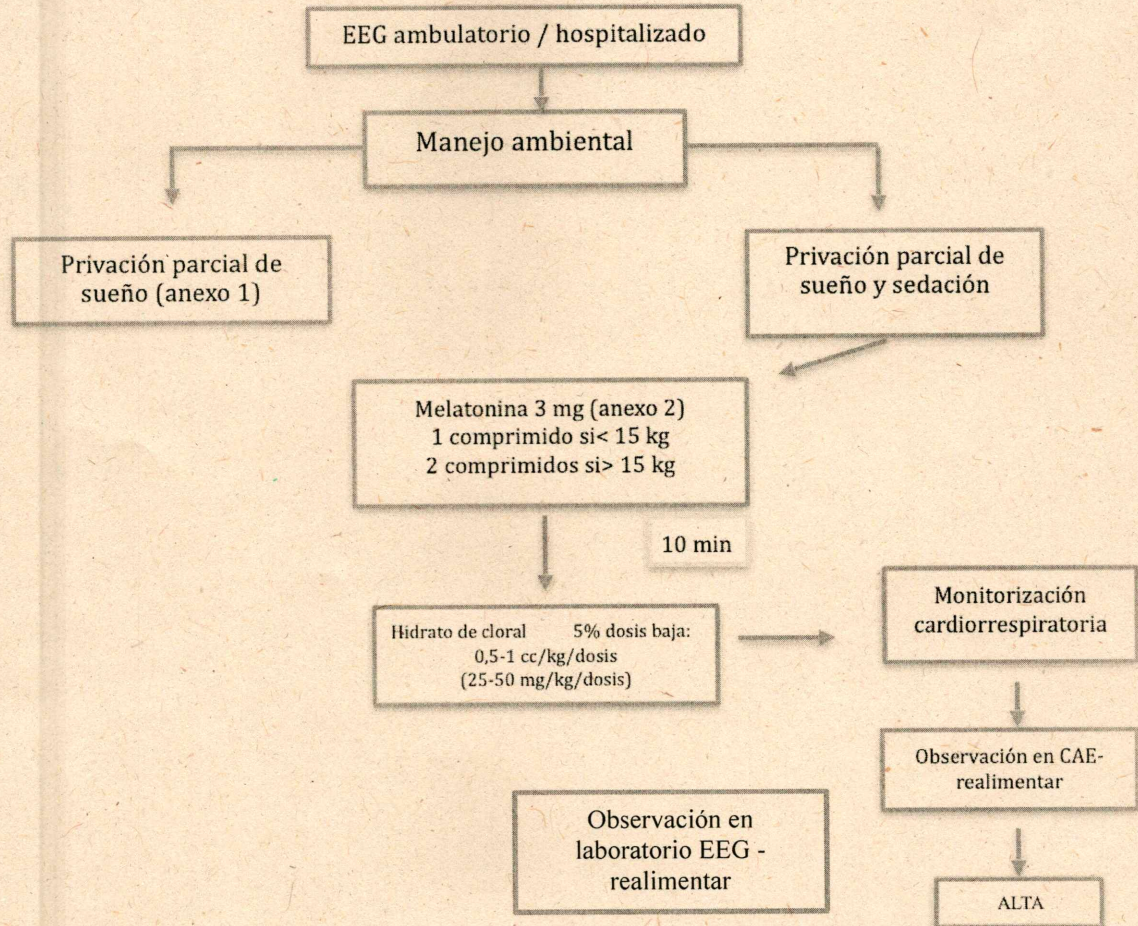 EEG ambulatorio / hospitalizado
Manejo ambiental
Privación parcial de
sueño (anexo 1)
Privación parcial de
sueño y sedación
Melatonina 3 mg (anexo 2)
1 comprimido si< 15 kg
2 comprimidos si> 15 kg
10 min
Hidrato de cloral 5% dosis baja:
0,5-1 cc/kg/dosis
(25-50 mg/kg/dosis)
Monitorización
cardiorrespiratoria
Observación en CAE-
realimentar
Observación en
laboratorio EEG -
realimentar
ALTA